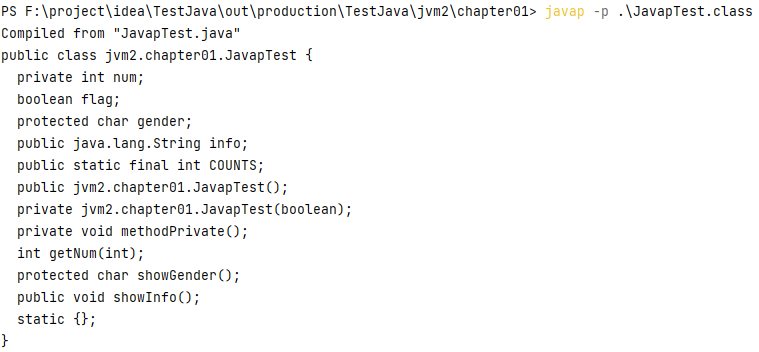 PS F:\project\idea\TestJava\out\production\TestJava\jvm2\chapter01> javap -p .\JavapTest.class
Compiled from "JavapTest.java"
public class jvm2.chapter01.JavapTest {
  private int num;
  boolean flag;
  protected char gender;
  public java.lang.String info;
  public static final int COUNTS;
  public jvm2.chapter01.JavapTest();
  private jvm2.chapter01.JavapTest(boolean);
  private void methodPrivate();
  int getNum(int);
  protected char showGender();
  public void showInfo();
  static {};
}